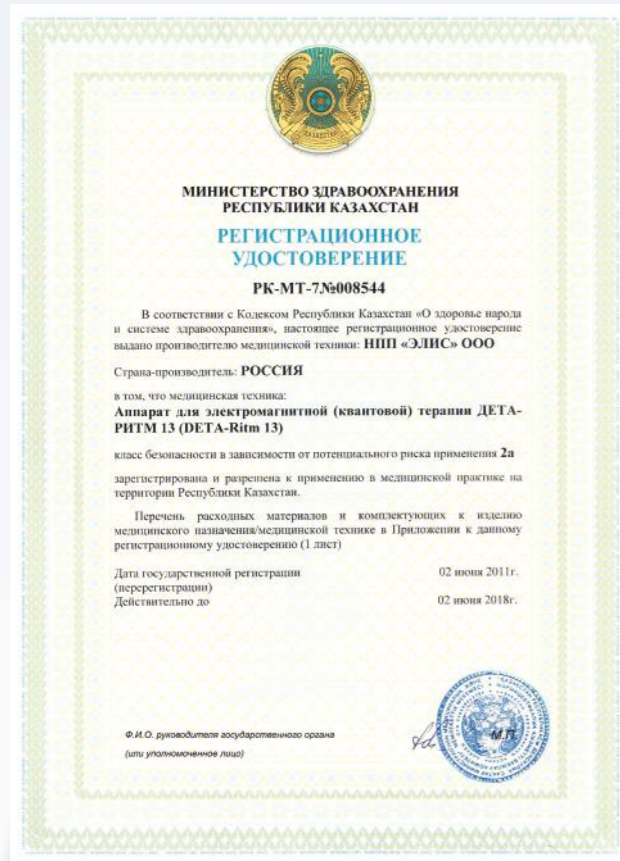 МИНИСТЕРСТВО ЗДРАВООХРАНЕНИЯ
РЕСПУБЛИКИ КАЗАХСТАН
РЕГИСТРАЦИОННОЕ
УДОСТОВЕРЕНИЕ
РК-МТ-7№008544
В соответствии с Кодексом Республики Казахстан «О здоровье народа
и системе здравоохранения», настоящее регистрационное удостоверение
выдано производителю медицинской техники: НПП «ЭЛИС» ООО
Страна-производитель: РОССИЯ
в том, что медицинская техника:
Аппарат для электромагнитной (квантовой) терапии ДЕТА-
РИТМ 13 (DETA-Ritm 13)
класс безопасности в зависимости от потенциального риска применения 2а
зарегистрирована и разрешена к применению в медицинской практике на
территории Республики Казахстан.
Перечень расходных материалов и комплектующих к изделию
медицинского назначения/медицинской технике в Приложении к данному
регистрационному удостоверению (1 лист)
Дата государственной регистрации 02 июня 2011г.
(перерегистрации)
Действительно до 02 июня 2018г.
Ф.И.О. руководителя государственного органа
(или уполномоченное лицо)
М.П.